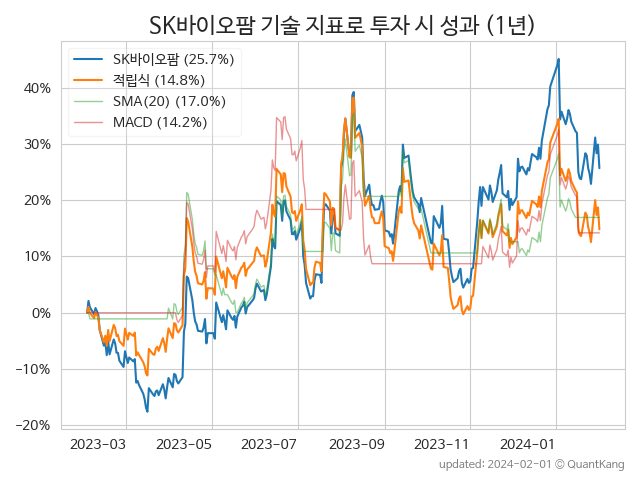 SK바이오팜 기술 지표로 투자 시 성과 (1년)
SK바이오팜 (25.7%)
적립식 (14.8%)
SMA(20) (17.0%)
MACD (14.2%)
40%
30%
20%
10%
0%
−10%
−20%
2023-03 2023-05 2023-07 2023-09 2023-11 2024-01
updated: 2024-02-01 © QuantKang